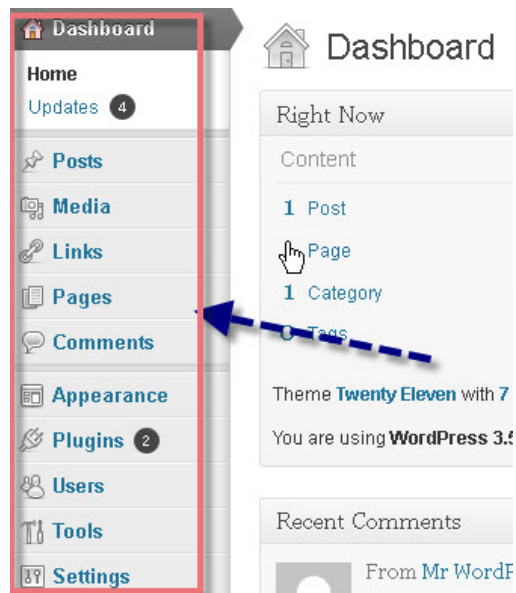 Dashboard
Home
Updates 4
Posts
Media
Links
Pages
Comments
Appearance
Plugins 2
Users
Tools
Settings
Dashboard
Right Now
Content
1 Post
Page
1 Category
Tags
Theme Twenty Eleven with 7
You are using WordPress 3.5
Recent Comments
From Mr WordP